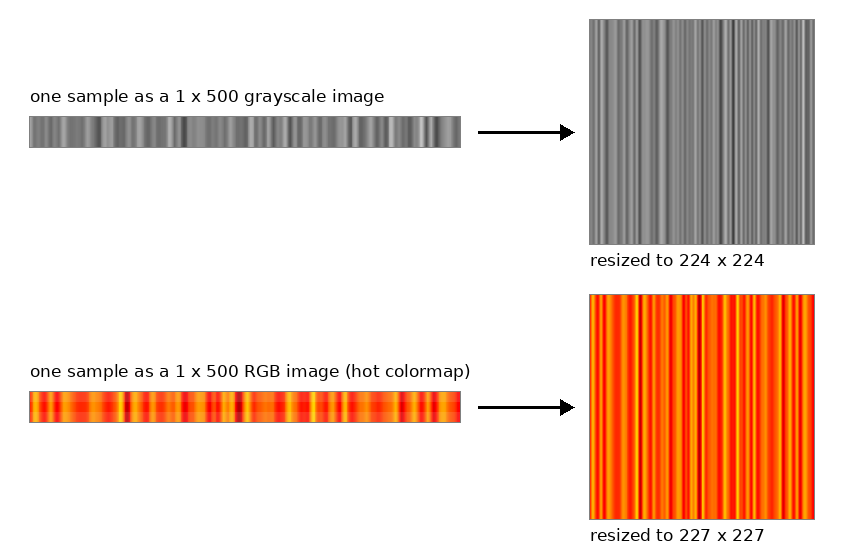 one sample as a 1 x 500 grayscale image
resized to 224 x 224
one sample as a 1 x 500 RGB image (hot colormap)
resized to 227 x 227